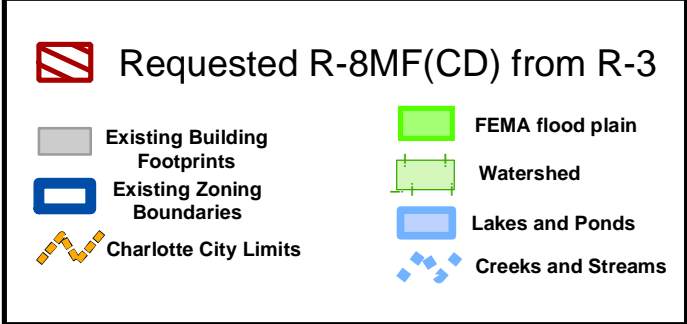 Requested R-8MF(CD) from R-3
Existing Building
Footprints
Existing Zoning
Boundaries
Charlotte City Limits
FEMA flood plain
Watershed
Lakes and Ponds
Creeks and Streams